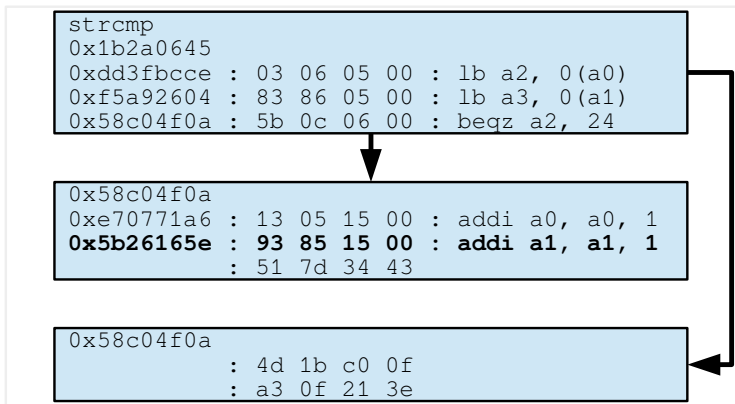 strcmp
0x1b2a0645
0xdd3fbcce : 03 06 05 00 : lb a2, 0(a0)
0xf5a92604 : 83 86 05 00 : lb a3, 0(a1)
0x58c04f0a : 5b 0c 06 00 : beqz a2, 24
0x58c04f0a
0xe70771a6 : 13 05 15 00 : addi a0, a0, 1
0x5b26165e : 93 85 15 00 : addi a1, a1, 1
: 51 7d 34 43
0x58c04f0a
: 4d 1b c0 0f
: a3 0f 21 3e